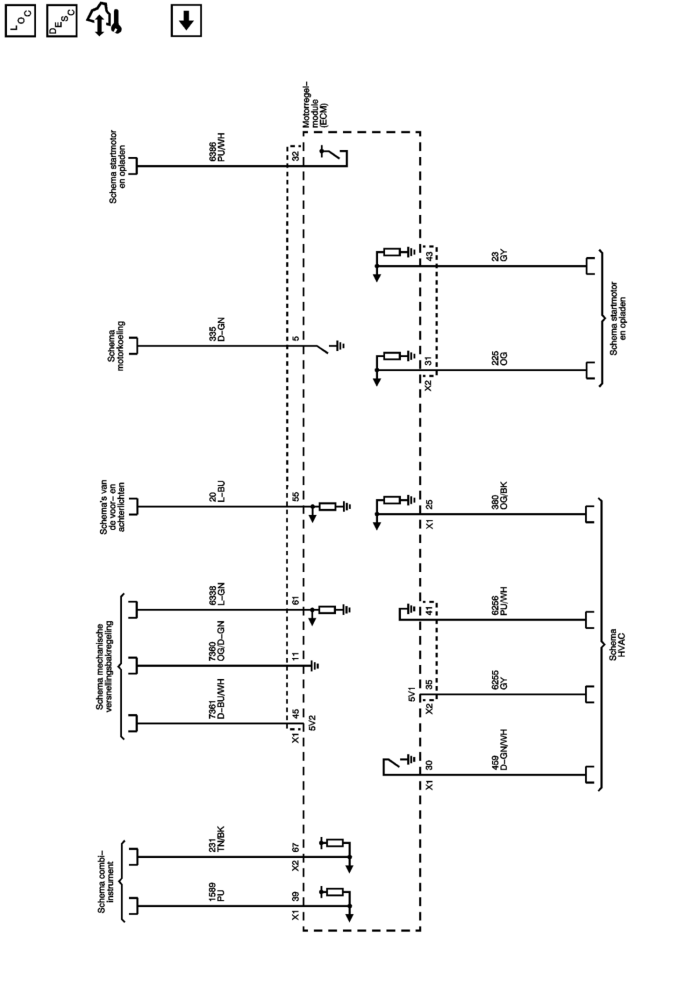 LOC
DESC
Schema combi–
instrument
1589
PU
X1
39
231
TN/BK
X2
67
Schema mechanische
versnellingsbakregeling
7361
D–BU/WH
X1
45
5V2
7360
OG/D–GN
11
6338
L–GN
61
Schema's van
de voor– en
achterlichten
20
L–BU
55
Schema
motorkoeling
335
D–GN
5
Schema startmotor
en opladen
6386
PU/WH
32
Motorregel–
module
(ECM)
X1
30
459
D–GN/WH
5V1
X2
35
6255
GY
41
6256
PU/WH
X1
25
380
OG/BK
Schema
HVAC
X2
31
225
OG
43
23
GY
Schema startmotor
en opladen